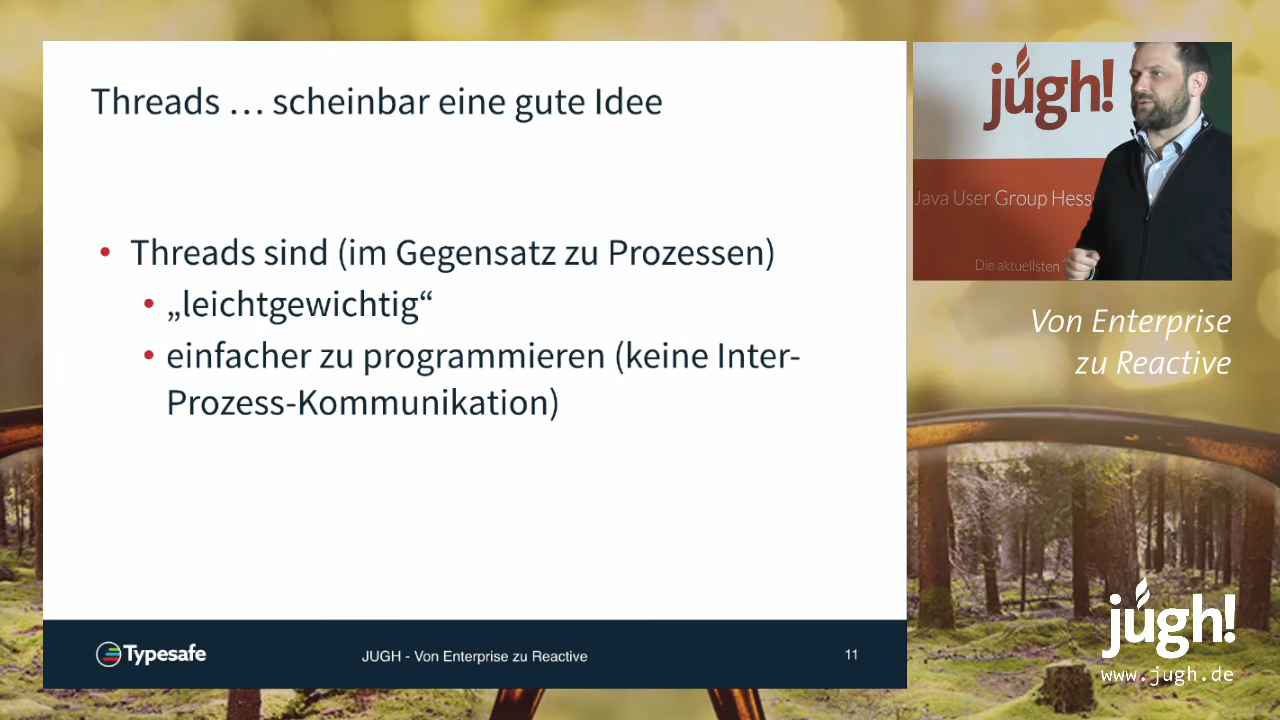 Threads … scheinbar eine gute Idee
• Threads sind (im Gegensatz zu Prozessen)
• „leichtgewichtig“
• einfacher zu programmieren (keine Inter-
Prozess-Kommunikation)
Typesafe
JUGH - Von Enterprise zu Reactive
11
jugh!
Java User Group Hess
Die aktuellsten
Von Enterprise
zu Reactive
jugh!
www.jugh.de